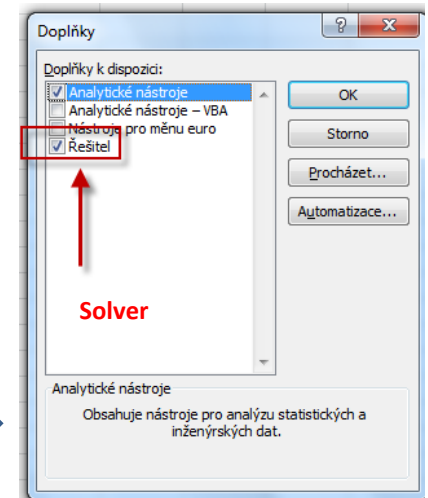 Doplňky
Doplňky k dispozici:
Analytické nástroje
Analytické nástroje – VBA
Nástroje pro měnu euro
Řešitel
OK
Storno
Procházet...
Automatizace...
Solver
Analytické nástroje
Obsahuje nástroje pro analýzu statistických a
inženýrských dat.